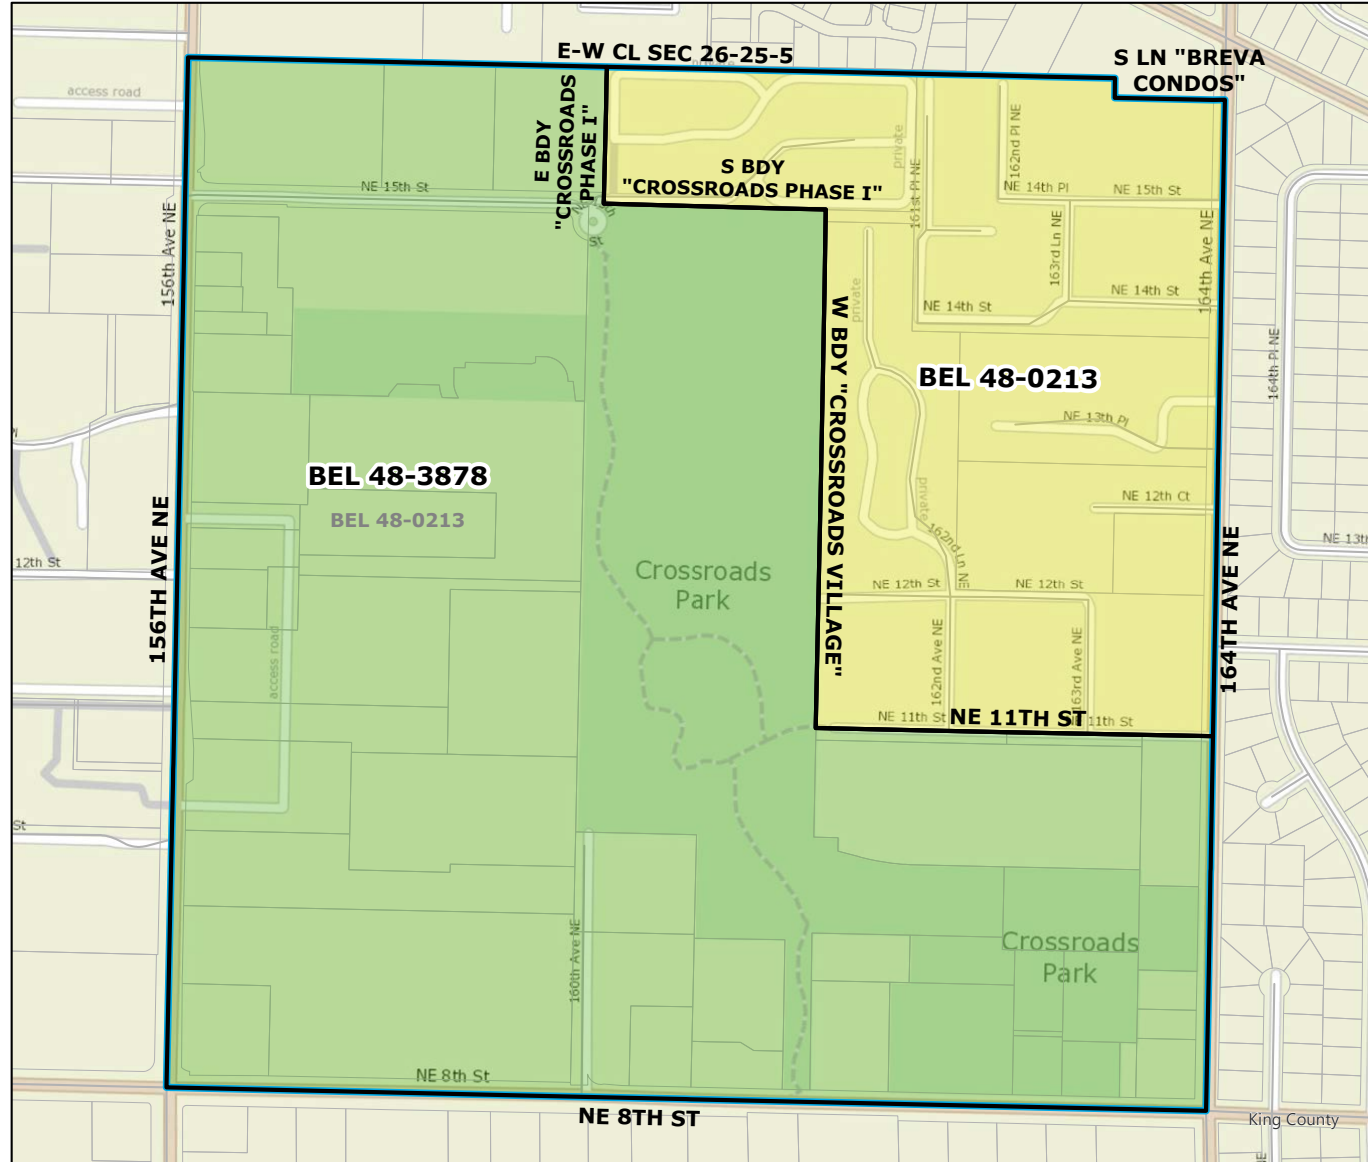 E-W CL SEC 26-25-5
S LN "BREVA
CONDOS"
access road
E BDY
"CROSSROADS
PHASE I"
S BDY
"CROSSROADS PHASE I"
private
161st Pl NE
162nd Pl NE
NE 14th Pl
NE 15th St
NE 15th St
St
156th Ave NE
163rd Ln NE
164th Ave NE
NE 14th St
NE 14th St
private
W BDY "CROSSROADS VILLAGE"
BEL 48-0213
164th Pl NE
NE 13th Pl
BEL 48-3878
BEL 48-0213
private
NE 12th Ct
162nd Ln NE
156TH AVE NE
164TH AVE NE
12th St
Crossroads
Park
NE 12th St
NE 12th St
access road
162nd Ave NE
163rd Ave NE
NE 11th St
NE 11TH ST
11th St
St
160th Ave NE
Crossroads
Park
NE 8th St
NE 8TH ST
King County